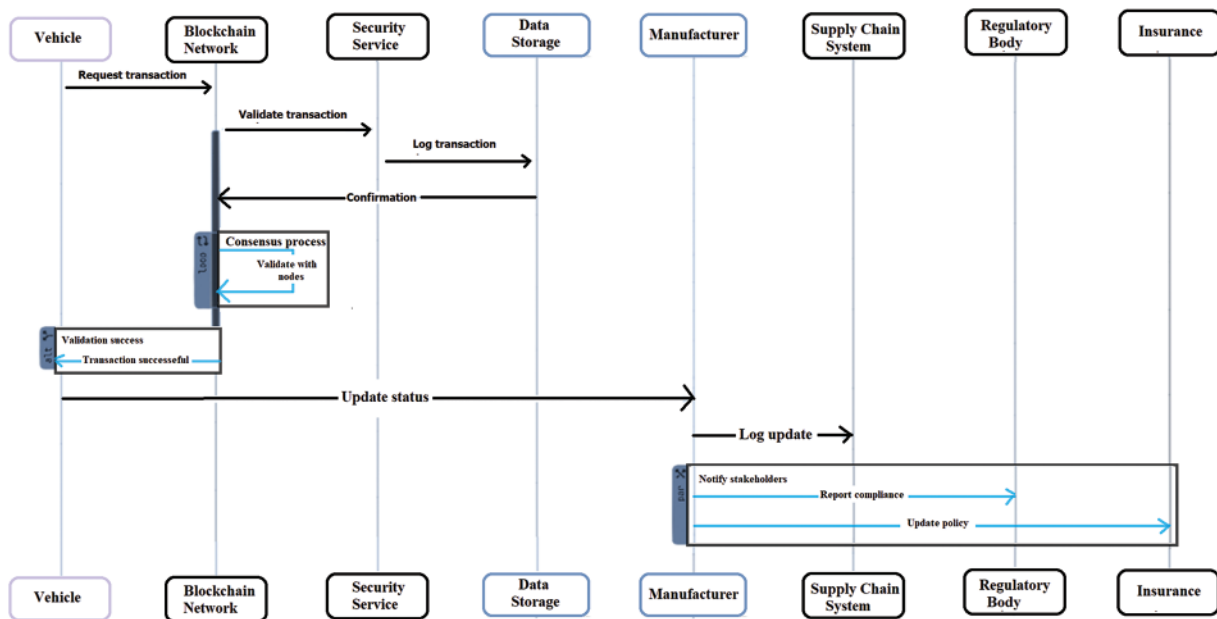 Vehicle
Blockchain
Network
Security
Service
Data
Storage
Manufacturer
Supply Chain
System
Regulatory
Body
Insurance
Request transaction
Validate transaction
Log transaction
Confirmation
loop
Consensus process
Validate with
nodes
alt
Validation success
Transaction succeseful
Update status
Log update
par
Notify stakeholders
Report compliance
Update policy
Vehicle
Blockchain
Network
Security
Service
Data
Storage
Manufacturer
Supply Chain
System
Regulatory
Body
Insurance